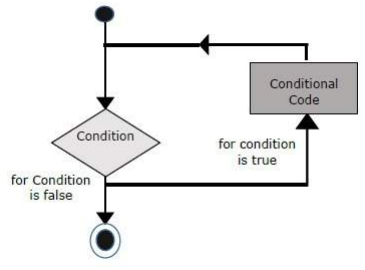 Conditional
Code
Condition
for condition
is true
for Condition
is false